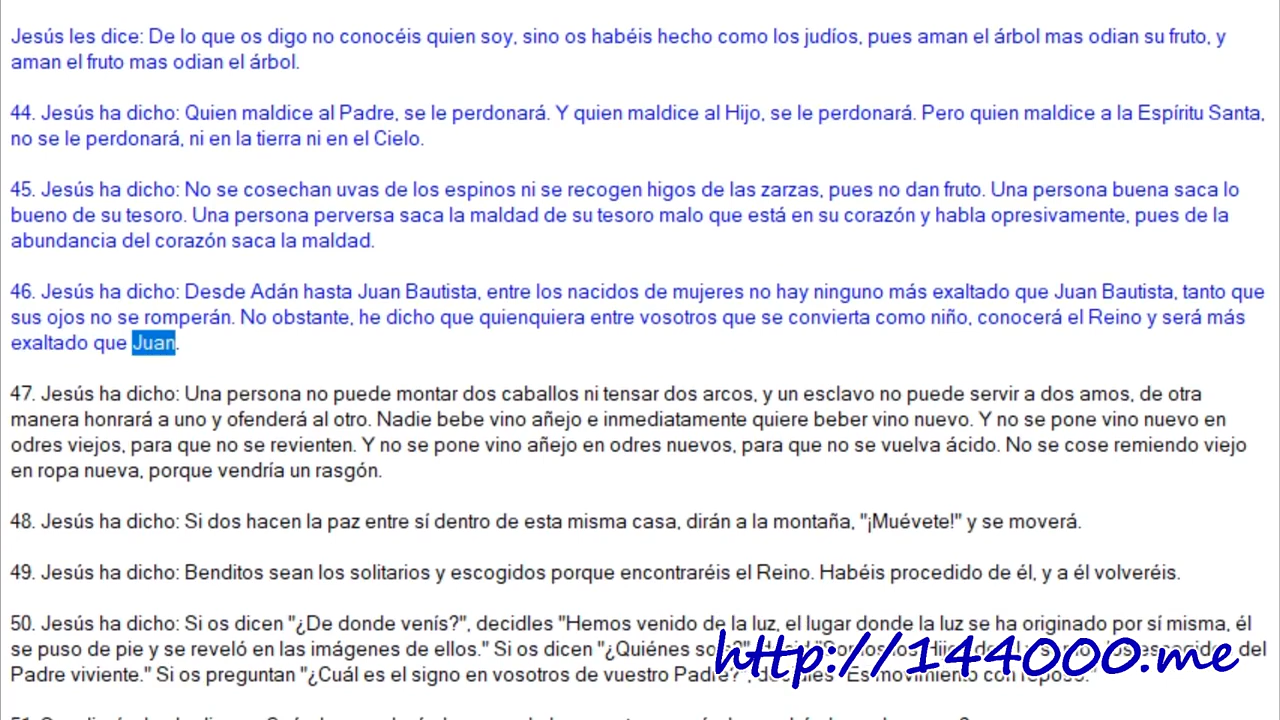 Jesús les dice: De lo que os digo no conocéis quien soy, sino os habéis hecho como los judíos, pues aman el árbol mas odian su fruto, y
aman el fruto mas odian el árbol.
44. Jesús ha dicho: Quien maldice al Padre, se le perdonará. Y quien maldice al Hijo, se le perdonará. Pero quien maldice a la Espíritu Santa,
no se le perdonará, ni en la tierra ni en el Cielo.
45. Jesús ha dicho: No se cosechan uvas de los espinos ni se recogen higos de las zarzas, pues no dan fruto. Una persona buena saca lo
bueno de su tesoro. Una persona perversa saca la maldad de su tesoro malo que está en su corazón y habla opresivamente, pues de la
abundancia del corazón saca la maldad.
46. Jesús ha dicho: Desde Adán hasta Juan Bautista, entre los nacidos de mujeres no hay ninguno más exaltado que Juan Bautista, tanto que
sus ojos no se romperán. No obstante, he dicho que quienquiera entre vosotros que se convierta como niño, conocerá el Reino y será más
exaltado que Juan.
47. Jesús ha dicho: Una persona no puede montar dos caballos ni tensar dos arcos, y un esclavo no puede servir a dos amos, de otra
manera honrará a uno y ofenderá al otro. Nadie bebe vino añejo e inmediatamente quiere beber vino nuevo. Y no se pone vino nuevo en
odres viejos, para que no se revienten. Y no se pone vino añejo en odres nuevos, para que no se vuelva ácido. No se cose remiendo viejo
en ropa nueva, porque vendría un rasgón.
48. Jesús ha dicho: Si dos hacen la paz entre sí dentro de esta misma casa, dirán a la montaña, "¡Muévete!" y se moverá.
49. Jesús ha dicho: Benditos sean los solitarios y escogidos porque encontraréis el Reino. Habéis procedido de él, y a él volveréis.
50. Jesús ha dicho: Si os dicen "¿De donde venís?", decidles "Hemos venido de la luz, el lugar donde la luz se ha originado por sí misma, él
se puso de pie y se reveló en las imágenes de ellos." Si os dicen "¿Quiénes del
Padre viviente." Si os preguntan "¿Cuál es el signo en vosotros de vuestro Padre?", "Es movimiento con reposo."
http://144000.me